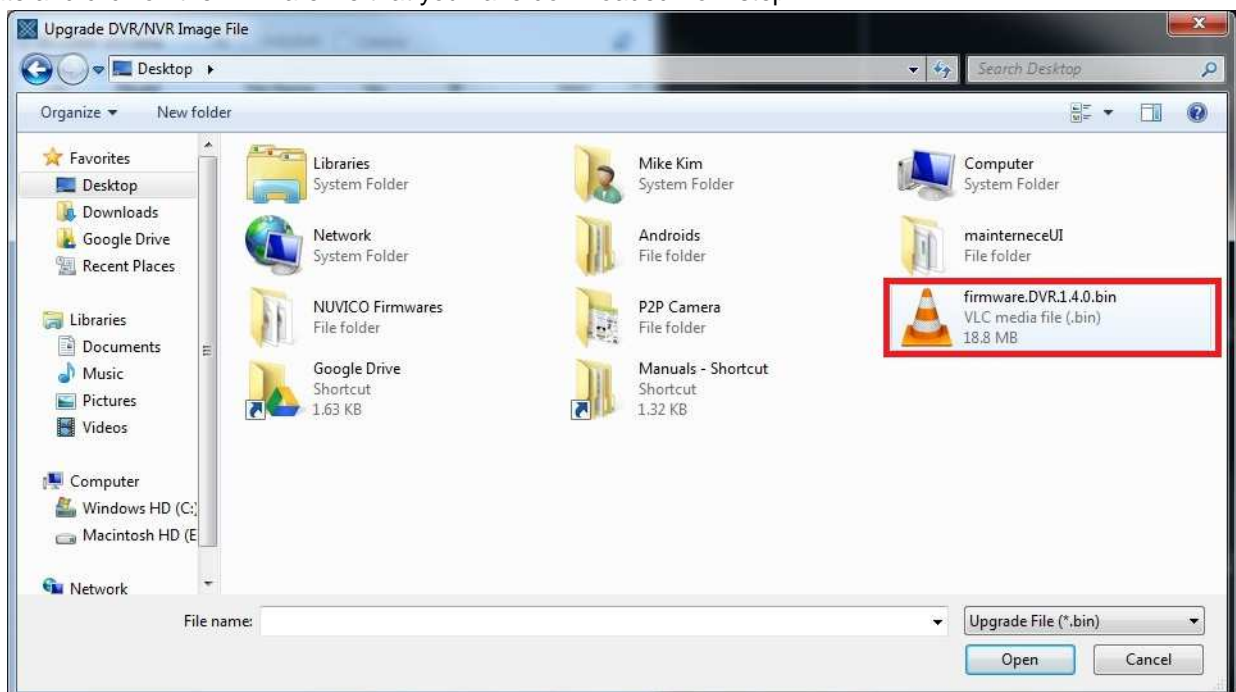 Upgrade DVR/NVR Image File
Desktop
Search Desktop
Organize
New folder
Favorites
Desktop
Downloads
Google Drive
Recent Places
Libraries
Documents
Music
Pictures
Videos
Computer
Windows HD (C:)
Macintosh HD (E
Network
Libraries
System Folder
Mike Kim
System Folder
Computer
System Folder
Network
System Folder
Androids
File folder
mainterneceUI
File folder
NUVICO Firmwares
File folder
P2P Camera
File folder
firmware.DVR.1.4.0.bin
VLC media file (.bin)
18.8 MB
Google Drive
Shortcut
1.63 KB
Manuals - Shortcut
Shortcut
1.32 KB
File name:
Upgrade File (*.bin)
Open
Cancel